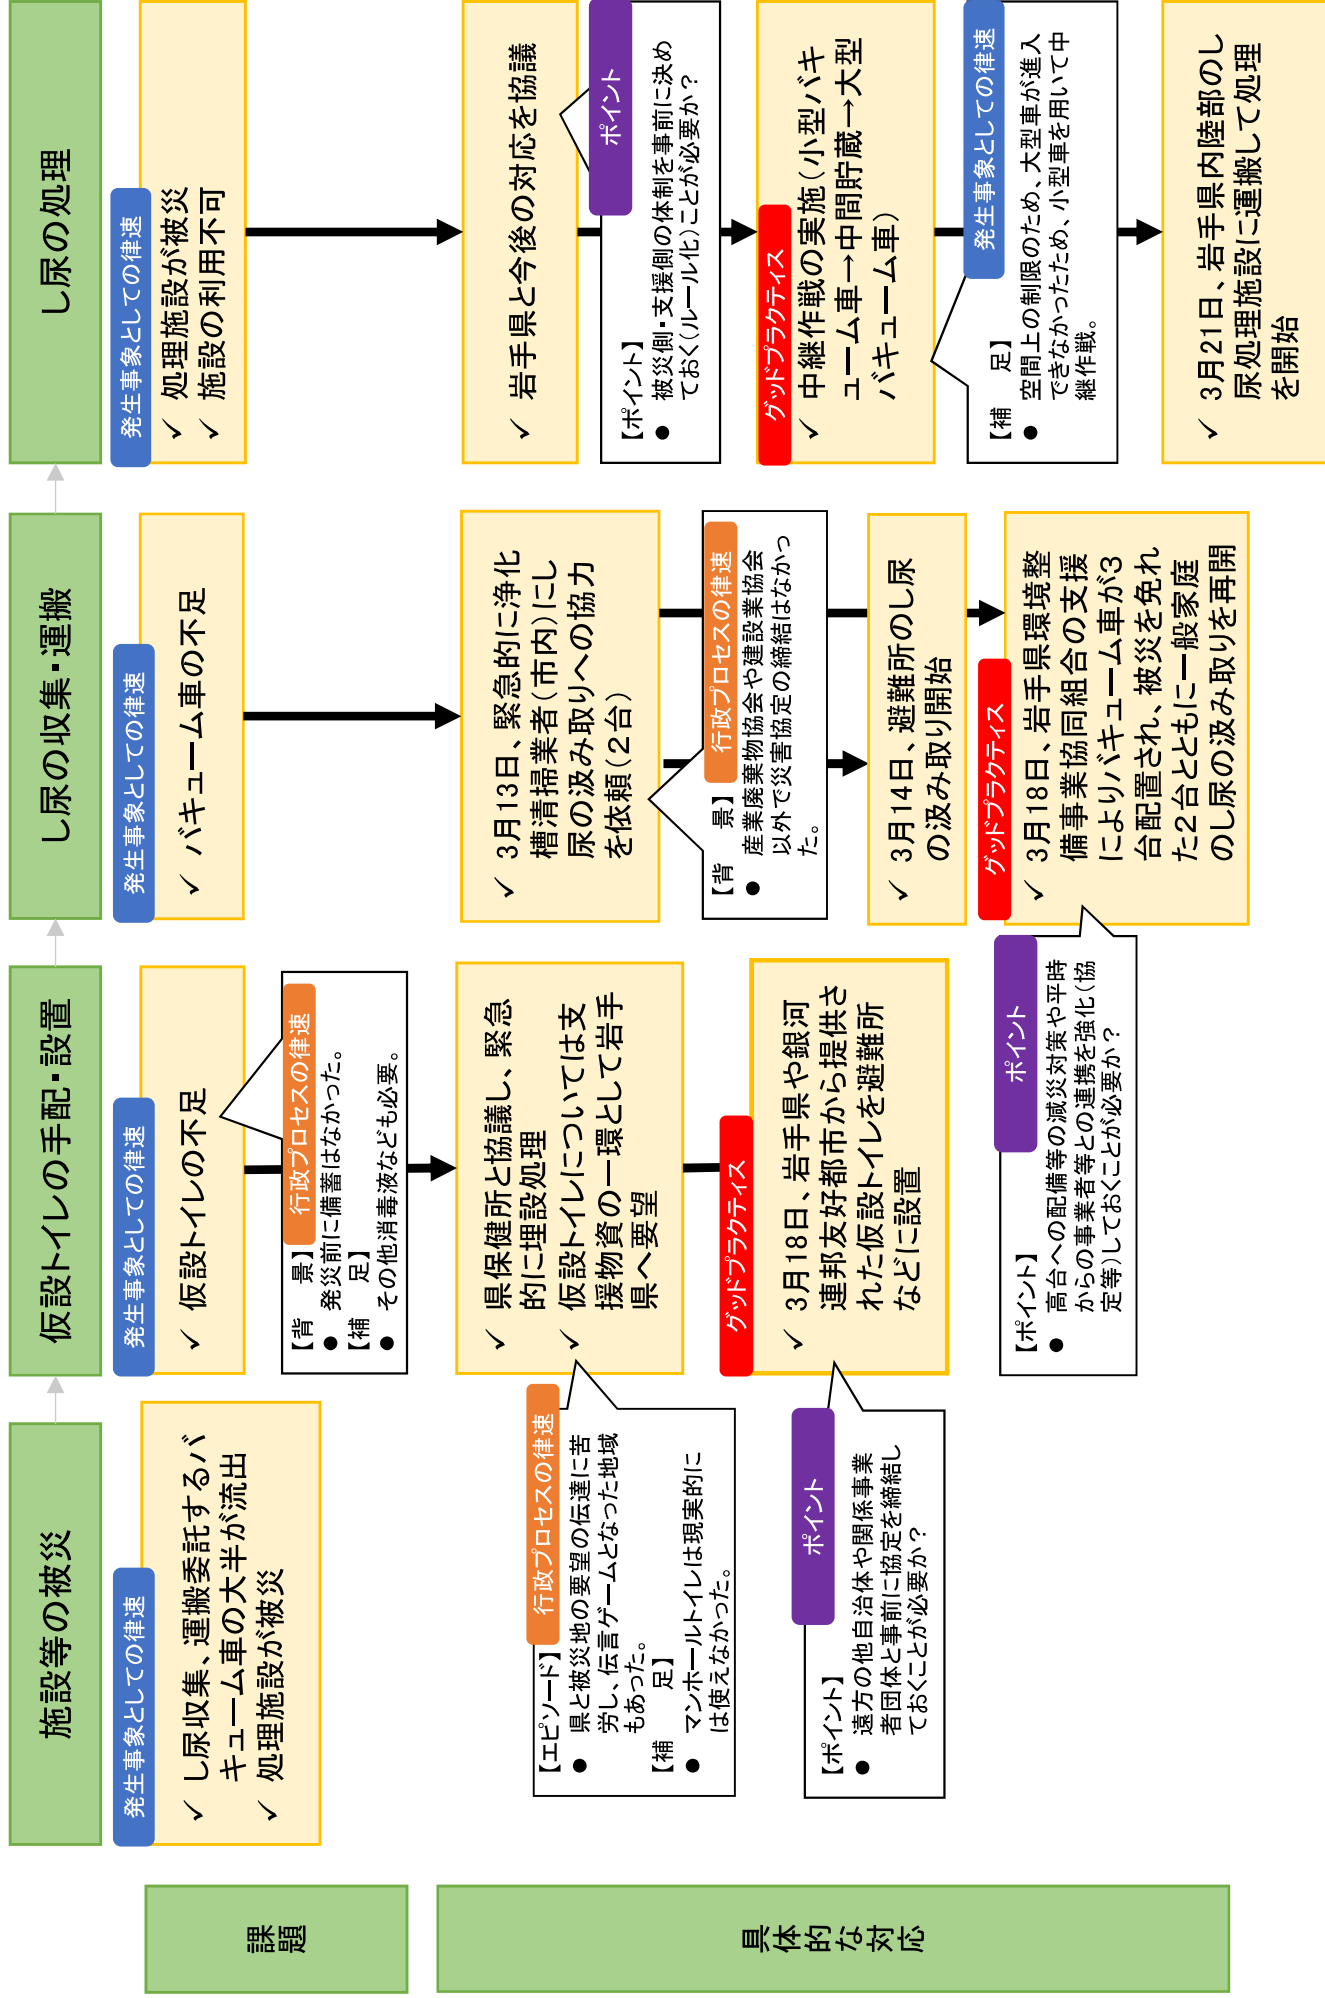 施設等の被災
仮設トイレの手配・設置
し尿の収集・運搬
し尿の処理
課
題
発生事象としての律速
✓ し尿収集、運搬委託するバ
キューム車の大半が流出
✓ 処理施設が被災
発生事象としての律速
✓ 仮設トイレの不足
行政プロセスの律速
【背　景】
● 発災前に備蓄はなかった。
【補　足】
● その他消毒液なども必要。
発生事象としての律速
✓ バキューム車の不足
発生事象としての律速
✓ 処理施設が被災
✓ 施設の利用不可
具体的な対応
✓ 県保健所と協議し、緊急
的に埋設処理
✓ 仮設トイレについては支
援物資の一環として岩手
県へ要望
行政プロセスの律速
【エピソード】
● 県と被災地の要望の伝達に苦
労し、伝言ゲームとなった地域
もあった。
【補　足】
● マンホールトイレは現実的に
は使えなかった。
グッドプラクティス
✓ 3月18日、岩手県や銀河
連邦友好都市から提供さ
れた仮設トイレを避難所
などに設置
ポイント
【ポイント】
● 遠方の他自治体や関係事業
者団体と事前に協定を締結し
ておくことが必要か？
✓ 3月13日、緊急的に浄化
槽清掃業者(市内)にし
尿の汲み取りへの協力
を依頼(2台)
行政プロセスの律速
【背　景】
● 産業廃棄物協会や建設業協会
以外で災害協定の締結はなかっ
た。
✓ 3月14日、避難所のし尿
の汲み取り開始
グッドプラクティス
✓ 3月18日、岩手県環境整
備事業協同組合の支援
によりバキューム車が3
台配置され、被災を免れ
た2台とともに一般家庭
のし尿の汲み取りを再開
ポイント
【ポイント】
● 高台への配備等の減災対策や平時
からの事業者等との連携を強化(協
定等)しておくことが必要か？
✓ 岩手県と今後の対応を協議
ポイント
【ポイント】
● 被災側・支援側の体制を事前に決め
ておく(ルール化)ことが必要か？
グッドプラクティス
✓ 中継作戦の実施(小型バキ
ューム車→中間貯蔵→大型
バキューム車)
発生事象としての律速
【補　足】
● 空間上の制限のため、大型車が進入
できなかったため、小型車を用いて中
継作戦。
✓ 3月21日、岩手県内陸部のし
尿処理施設に運搬して処理
を開始